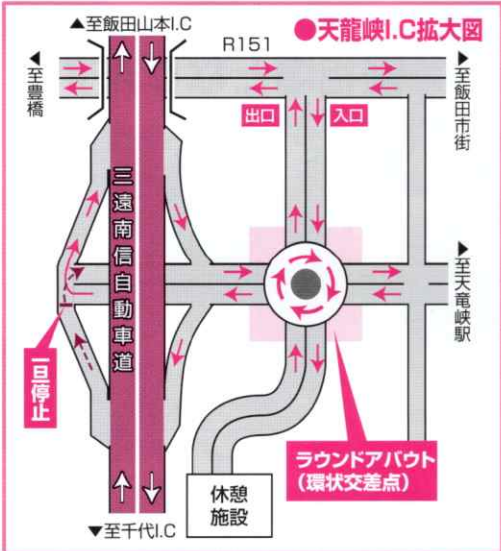 ●天龍峡I.C拡大図
▲至飯田山本I.C
R151
◀至豊橋
▶至飯田市街
出口
入口
三遠南信自動車道
▶至天竜峡駅
一旦停止
ラウンドアバウト
(環状交差点)
休憩
施設
▼至千代I.C